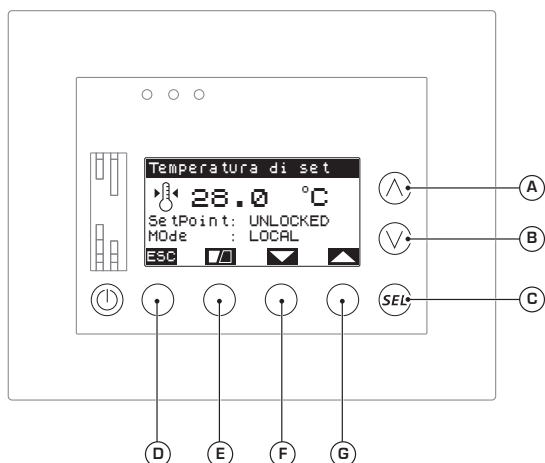 Temperatura di set
28.0 °C
SetPoint: UNLOCKED
MOde : LOCAL
ESC
A
B
SEL C
D E F G